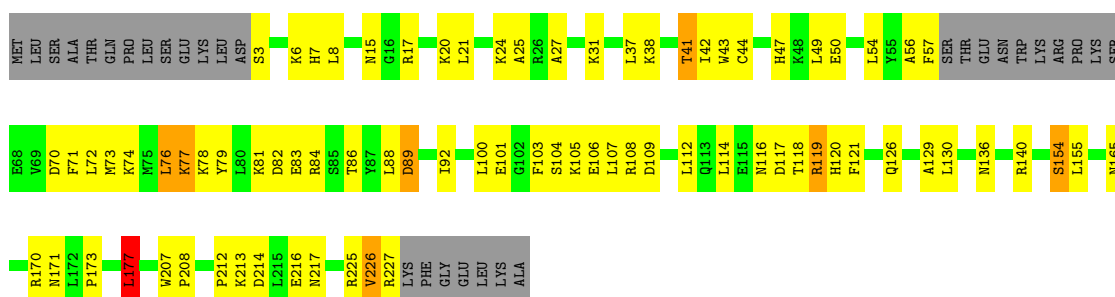 MET LEU SER ALA THR GLN PRO LEU SER GLU LYS LEU ASP S3 K6 H7 L8 N15 G16 R17 K20 L21 K24 A25 R26 A27 K31 L37 K38 T41 I42 W43 C44 H47 K48 L49 E50 L54 Y55 A56 F57 SER THR GLU ASN TRP LYS ARG PRO LYS SER
E68 V69 D70 F71 L72 M73 K74 M75 L76 K77 K78 Y79 L80 K81 D82 E83 R84 S85 T86 Y87 L88 D89 I92 L100 E101 G102 F103 S104 K105 E106 L107 R108 D109 L112 Q113 L114 E115 N116 D117 T118 R119 H120 F121 Q126 A129 L130 N136 R140 S154 L155 N165
R170 N171 L172 P173 L177 W207 P208 P212 K213 D214 L215 E216 N217 R225 V226 R227 LYS PHE GLY GLU LEU LYS ALA